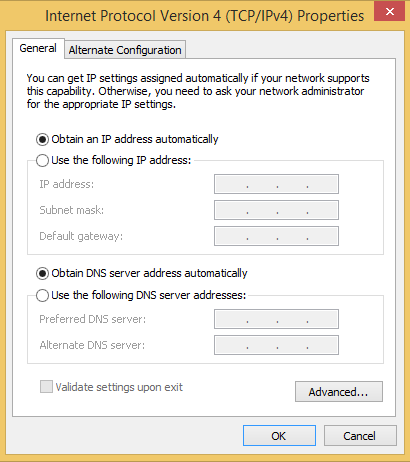 Internet Protocol Version 4 (TCP/IPv4) Properties
General
Alternate Configuration
You can get IP settings assigned automatically if your network supports
this capability. Otherwise, you need to ask your network administrator
for the appropriate IP settings.
Obtain an IP address automatically
Use the following IP address:
IP address:
Subnet mask:
Default gateway:
Obtain DNS server address automatically
Use the following DNS server addresses:
Preferred DNS server:
Alternate DNS server:
Validate settings upon exit
Advanced...
OK
Cancel